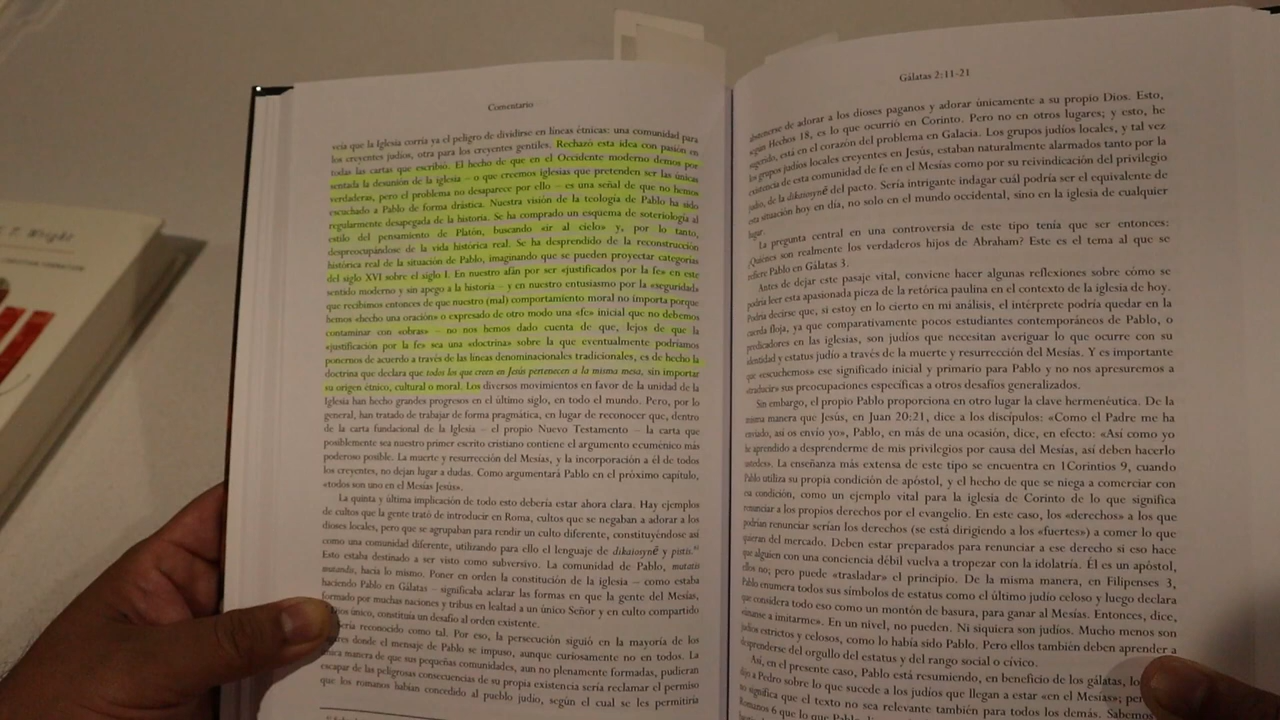 T. Wright
Comentario
veía que la Iglesia corría ya el peligro de dividirse en líneas étnicas: una comunidad para
los creyentes judíos, otra para los creyentes gentiles. Rechazó esta idea con pasión en
todas las cartas que escribió. El hecho de que en el Occidente moderno demos por
sentada la desunión de la iglesia – o que creemos iglesias que pretenden ser las únicas
verdaderas, pero el problema no desaparece por ello – es una señal de que no hemos
escuchado a Pablo de forma drástica. Nuestra visión de la teología de Pablo ha sido
regularmente desapegada de la historia. Se ha comprado un esquema de soteriología al
estilo del pensamiento de Platón, buscando «ir al cielo» y, por lo tanto,
despreocupándose de la vida histórica real. Se ha desprendido de la reconstrucción
histórica real de la situación de Pablo, imaginando que se pueden proyectar categorías
del siglo XVI sobre el siglo I. En nuestro afán por ser «justificados por la fe» en este
sentido moderno y sin apego a la historia – y en nuestro entusiasmo por la «seguridad»
que recibimos entonces de que nuestro (mal) comportamiento moral no importa porque
hemos «hecho una oración» o expresado de otro modo una «fe» inicial que no debemos
contaminar con «obras» – no nos hemos dado cuenta de que, lejos de que la
«justificación por la fe» sea una «doctrina» sobre la que eventualmente podríamos
ponernos de acuerdo a través de las líneas denominacionales tradicionales, es de hecho la
doctrina que declara que todos los que creen en Jesús pertenecen a la misma mesa, sin importar
su origen étnico, cultural o moral. Los diversos movimientos en favor de la unidad de la
Iglesia han hecho grandes progresos en el último siglo, en todo el mundo. Pero, por lo
general, han tratado de trabajar de forma pragmática, en lugar de reconocer que, dentro
de la carta fundacional de la Iglesia – el propio Nuevo Testamento – la carta que
posiblemente sea nuestro primer escrito cristiano contiene el argumento ecuménico más
poderoso posible. La muerte y resurrección del Mesías, y la incorporación a él de todos
los creyentes, no dejan lugar a dudas. Como argumentará Pablo en el próximo capítulo,
«todos son uno en el Mesías Jesús».
La quinta y última implicación de todo esto debería estar ahora clara. Hay ejemplos
de cultos que la gente trató de introducir en Roma, cultos que se negaban a adorar a los
dioses locales, pero que se agrupaban para rendir un culto diferente, constituyéndose así
como una comunidad diferente, utilizando para ello el lenguaje de dikaiosynē y pistis.
Esto estaba destinado a ser visto como subversivo. La comunidad de Pablo, mutatis
mutandis, hacía lo mismo. Poner en orden la constitución de la iglesia – como estaba
haciendo Pablo en Gálatas – significaba aclarar las formas en que la gente del Mesías,
formado por muchas naciones y tribus en lealtad a un único Señor y en culto compartido
único, constituía un desafío al orden existente.
sería reconocido como tal. Por eso, la persecución siguió en la mayoría de los
donde el mensaje de Pablo se impuso, aunque curiosamente no en todos. La
única manera de que sus pequeñas comunidades, aun no plenamente formadas, pudieran
escapar de las peligrosas consecuencias de su propia existencia sería reclamar el permiso
que los romanos habían concedido al pueblo judío, según el cual se les permitiría
Gálatas 2:11-21
abstenerse de adorar a los dioses paganos y adorar únicamente a su propio Dios. Esto,
según Hechos 18, es lo que ocurrió en Corinto. Pero no en otros lugares; y esto, he
sugerido, está en el corazón del problema en Galacia. Los grupos judíos locales, y tal vez
los grupos judíos locales creyentes en Jesús, estaban naturalmente alarmados tanto por la
existencia de esta comunidad de fe en el Mesías como por su reivindicación del privilegio
judío, de la dikaiosynē del pacto. Sería intrigante indagar cuál podría ser el equivalente de
esta situación hoy en día, no solo en el mundo occidental, sino en la iglesia de cualquier
lugar.
La pregunta central en una controversia de este tipo tenía que ser entonces:
¿Quiénes son realmente los verdaderos hijos de Abraham? Este es el tema al que se
refiere Pablo en Gálatas 3.
Antes de dejar este pasaje vital, conviene hacer algunas reflexiones sobre cómo se
podría leer esta apasionada pieza de la retórica paulina en el contexto de la iglesia de hoy.
Podría decirse que, si estoy en lo cierto en mi análisis, el intérprete podría quedar en la
cuerda floja, ya que comparativamente pocos estudiantes contemporáneos de Pablo, o
predicadores en las iglesias, son judíos que necesitan averiguar lo que ocurre con su
identidad y estatus judío a través de la muerte y resurrección del Mesías. Y es importante
que «escuchemos» ese significado inicial y primario para Pablo y no nos apresuremos a
«traducir» sus preocupaciones específicas a otros desafíos generalizados.
Sin embargo, el propio Pablo proporciona en otro lugar la clave hermenéutica. De la
misma manera que Jesús, en Juan 20:21, dice a los discípulos: «Como el Padre me ha
enviado, así os envío yo», Pablo, en más de una ocasión, dice, en efecto: «Así como yo
he aprendido a desprenderme de mis privilegios por causa del Mesías, así deben hacerlo
ustedes». La enseñanza más extensa de este tipo se encuentra en 1Corintios 9, cuando
Pablo utiliza su propia condición de apóstol, y el hecho de que se niega a comerciar con
esa condición, como un ejemplo vital para la iglesia de Corinto de lo que significa
renunciar a los propios derechos por el evangelio. En este caso, los «derechos» a los que
podrían renunciar serían los derechos (se está dirigiendo a los «fuertes») a comer lo que
quieran del mercado. Deben estar preparados para renunciar a ese derecho si eso hace
que alguien con una conciencia débil vuelva a tropezar con la idolatría. Él es un apóstol,
ellos no; pero puede «trasladar» el principio. De la misma manera, en Filipenses 3,
Pablo enumera todos sus símbolos de estatus como el último judío celoso y luego declara
que considera todo eso como un montón de basura, para ganar al Mesías. Entonces, dice,
«únanse a imitarme». En un nivel, no pueden. Ni siquiera son judíos. Mucho menos son
judíos estrictos y celosos, como lo había sido Pablo. Pero ellos también deben aprender a
desprenderse del orgullo del estatus y del rango social o cívico.
Así, en el presente caso, Pablo está resumiendo, en beneficio de los gálatas, lo
dijo a Pedro sobre lo que sucede a los judíos que llegan a estar «en el Mesías»; per
no significa que el texto no sea relevante también para todos los demás. Sabemos
Romanos 6 que lo que Pablo